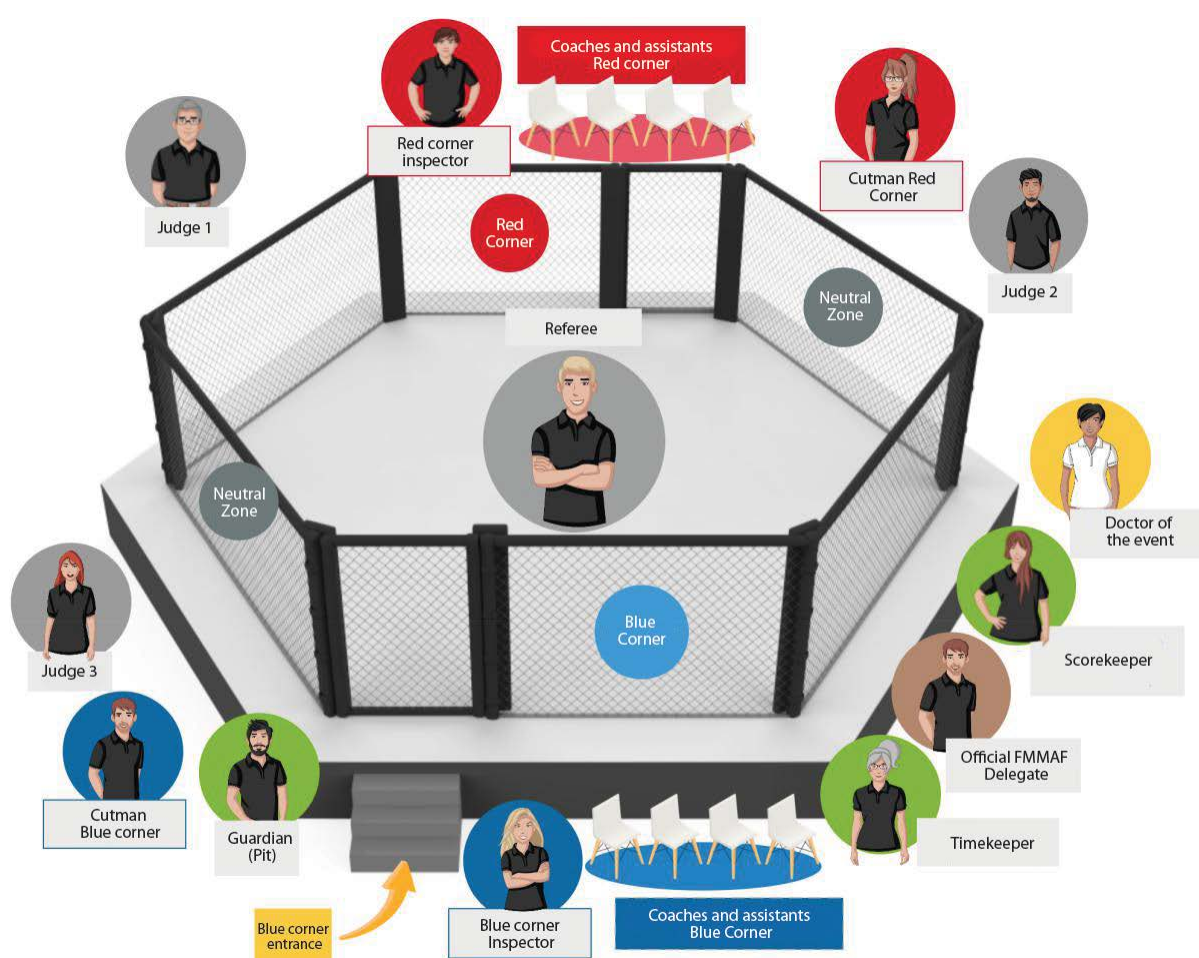 Coaches and assistants
Red corner
Red corner
inspector
Cutman Red
Corner
Judge 1
Red
Corner
Judge 2
Neutral
Zone
Referee
Neutral
Zone
Doctor of
the event
Blue
Corner
Judge 3
Scorekeeper
Official FMMAF
Delegate
Cutman
Blue corner
Guardian
(Pit)
Timekeeper
Blue corner
entrance
Blue corner
Inspector
Coaches and assistants
Blue Corner